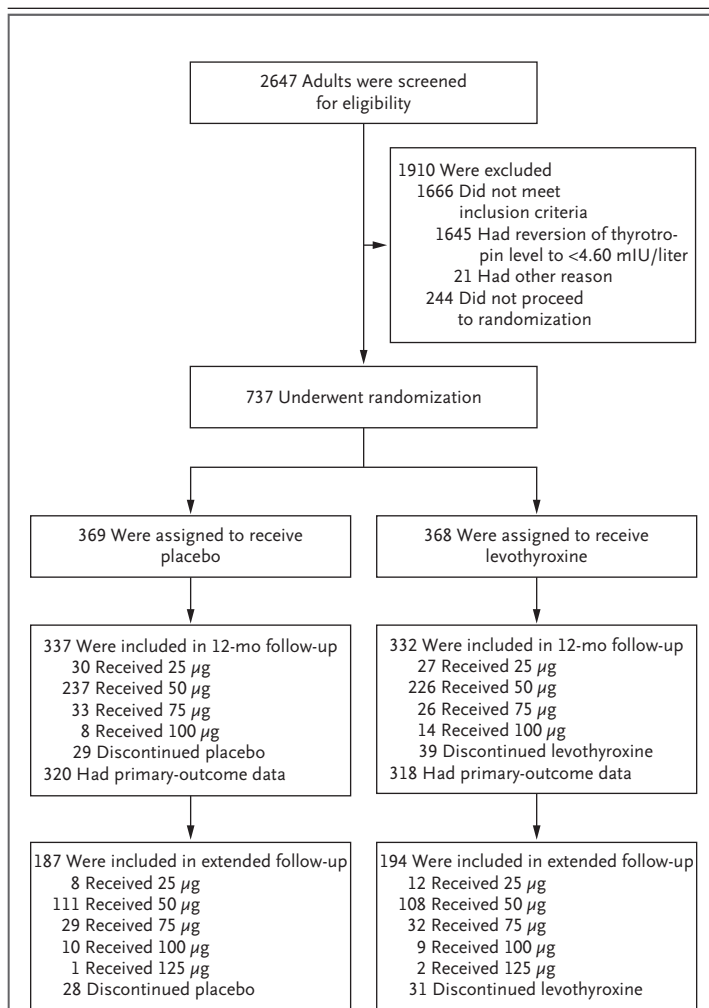 2647 Adults were screened
for eligibility
1910 Were excluded
1666 Did not meet
inclusion criteria
1645 Had reversion of thyrotro-
pin level to <4.60 mIU/liter
21 Had other reason
244 Did not proceed
to randomization
737 Underwent randomization
369 Were assigned to receive
placebo
368 Were assigned to receive
levothyroxine
337 Were included in 12-mo follow-up
30 Received 25 µg
237 Received 50 µg
33 Received 75 µg
8 Received 100 µg
29 Discontinued placebo
320 Had primary-outcome data
332 Were included in 12-mo follow-up
27 Received 25 µg
226 Received 50 µg
26 Received 75 µg
14 Received 100 µg
39 Discontinued levothyroxine
318 Had primary-outcome data
187 Were included in extended follow-up
8 Received 25 µg
111 Received 50 µg
29 Received 75 µg
10 Received 100 µg
1 Received 125 µg
28 Discontinued placebo
194 Were included in extended follow-up
12 Received 25 µg
108 Received 50 µg
32 Received 75 µg
9 Received 100 µg
2 Received 125 µg
31 Discontinued levothyroxine